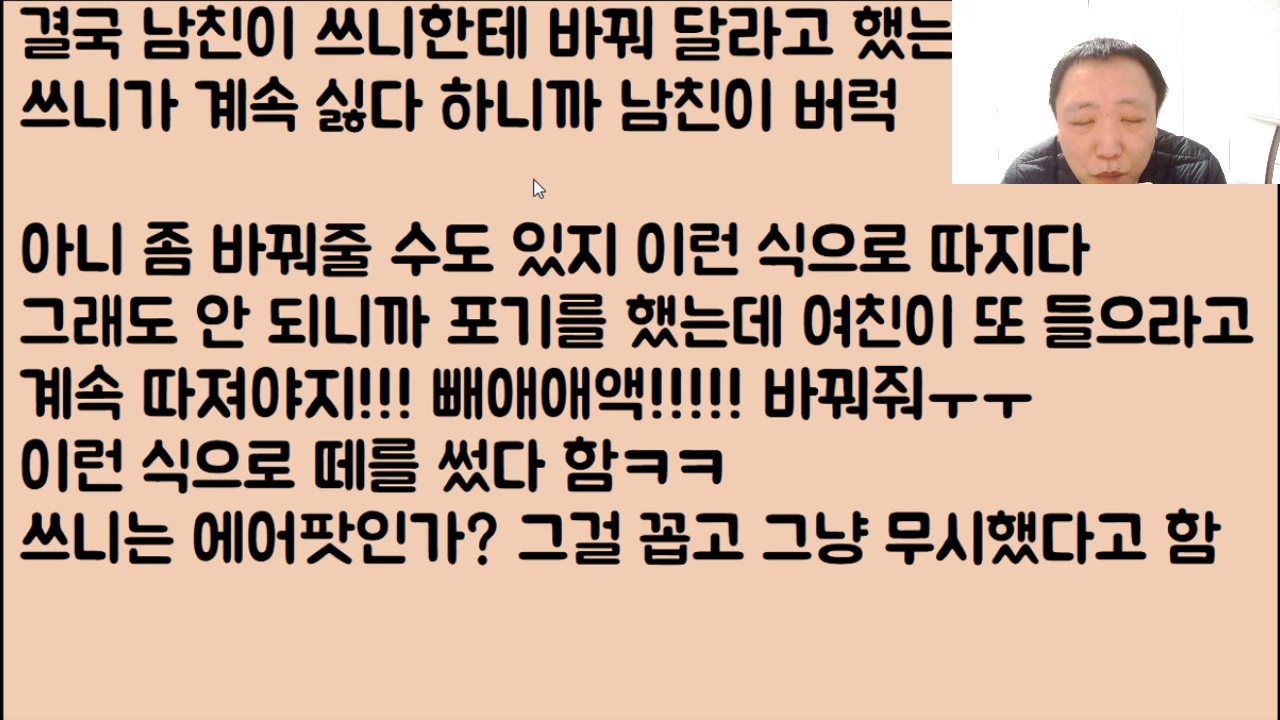 결국 남친이 쓰니한테 바꿔 달라고 했는
쓰니가 계속 싫다 하니까 남친이 버럭
아니 좀 바꿔줄 수도 있지 이런 식으로 따지다
그래도 안 되니까 포기를 했는데 여친이 또 들으라고
계속 따져야지!!! 빼애애액!!!!! 바꿔줘ㅜㅜ
이런 식으로 떼를 썼다 함ㅋㅋ
쓰니는 에어팟인가? 그걸 꼽고 그냥 무시했다고 함